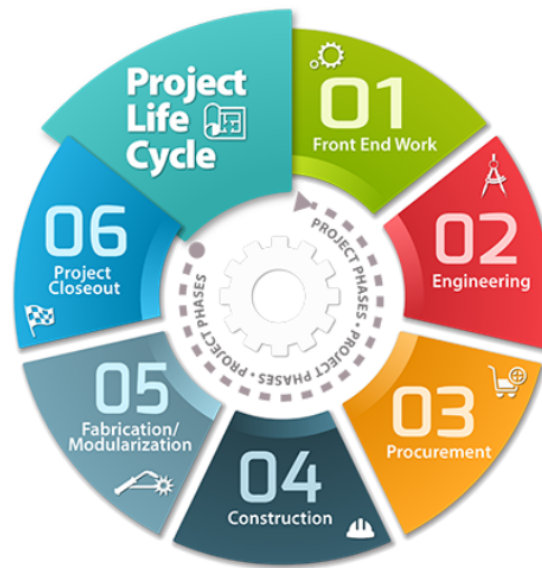 Project
Life
Cycle
01
Front End Work
02
Engineering
03
Procurement
04
Construction
05
Fabrication/
Modularization
06
Project
Closeout
PROJECT PHASES • PROJECT PHASES • PROJECT PHASES